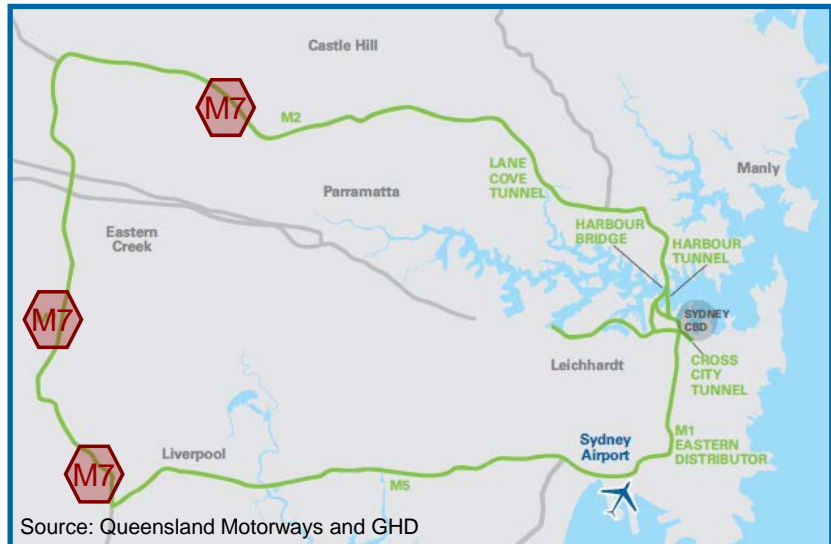 Castle Hill
M7
M2
LANE
COVE
TUNNEL
Manly
Parramatta
Eastern
Creek
HARBOUR
BRIDGE
HARBOUR
TUNNEL
M7
SYDNEY
CBD
Leichhardt
CROSS
CITY
TUNNEL
M1
EASTERN
DISTRIBUTOR
Sydney
Airport
Liverpool
M7
M5
Source: Queensland Motorways and GHD